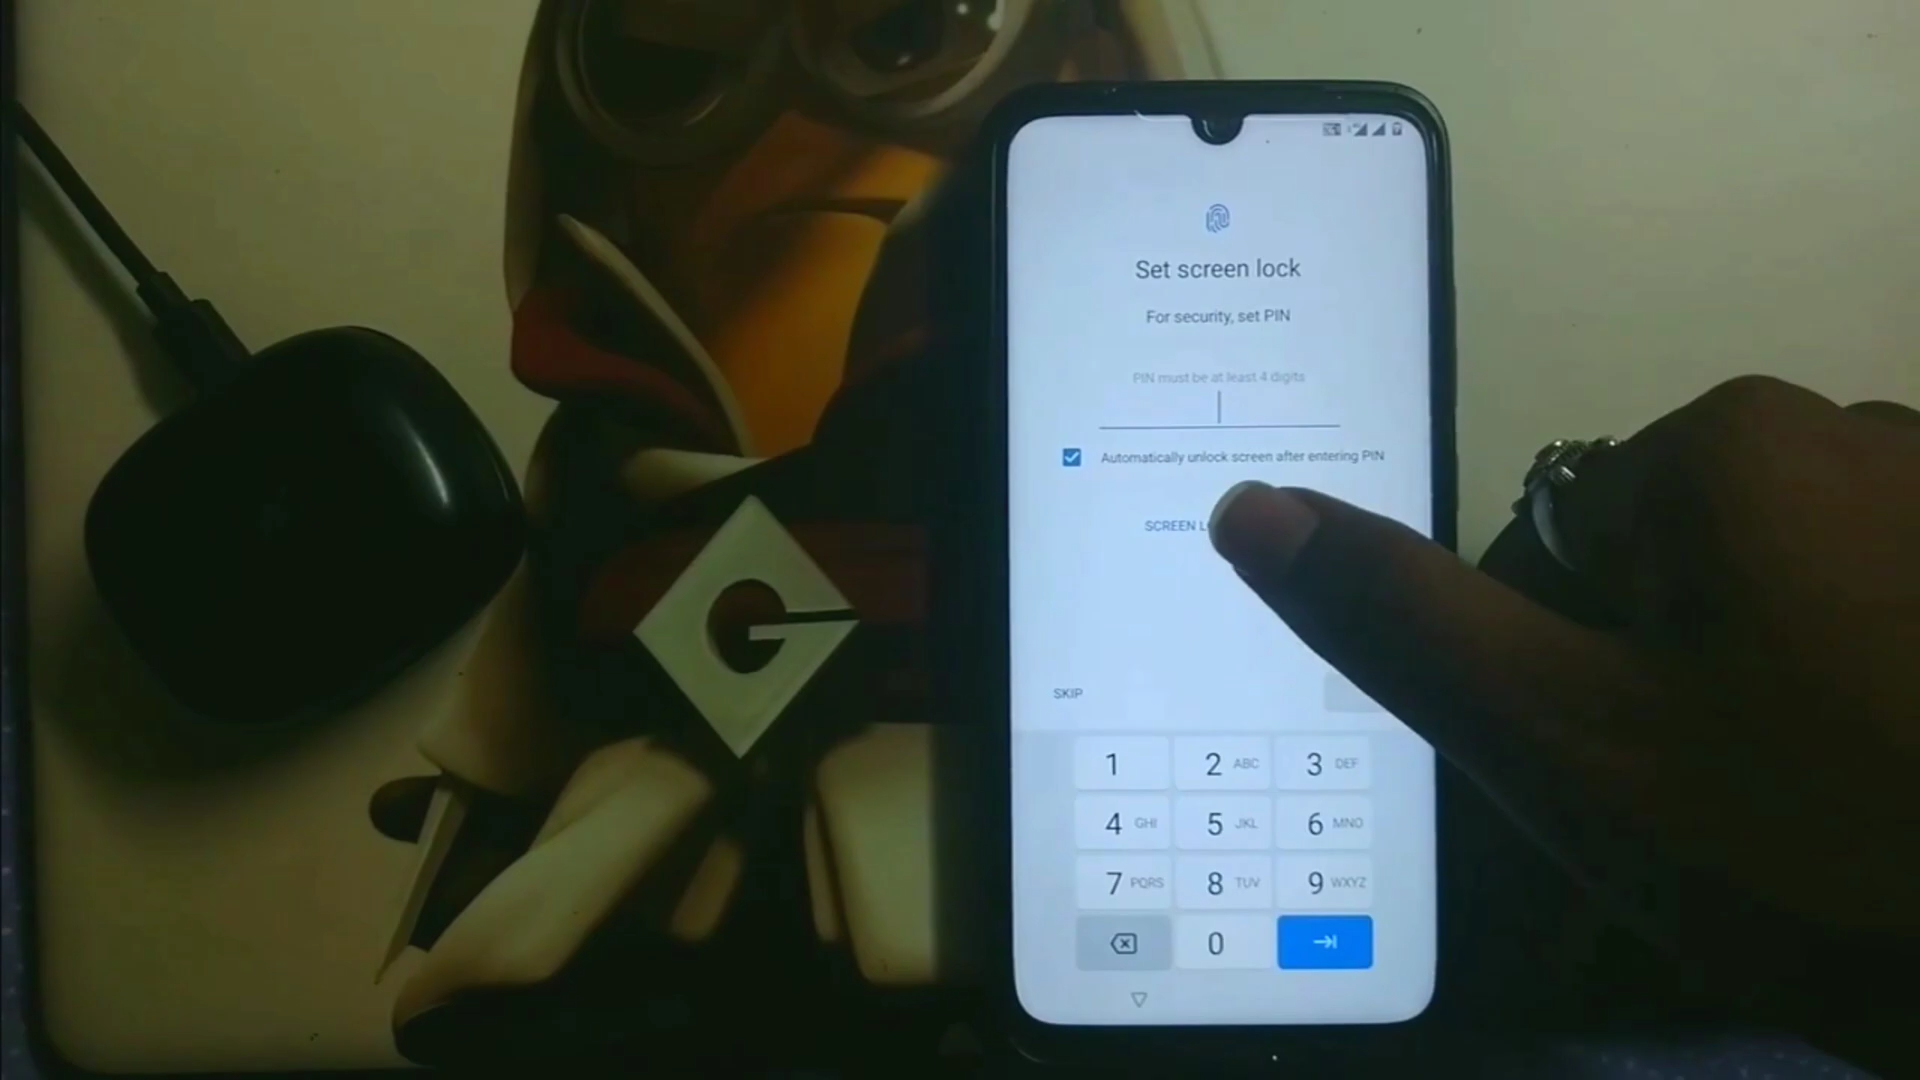 Set screen lock
For security, set PIN
PIN must be at least 4 digits
Automatically unlock screen after entering PIN
SCREEN
SKIP
1 2 ABC 3 DEF
4 GHI 5 JKL 6 MNO
7 PQRS 8 TUV 9 WXYZ
0
G